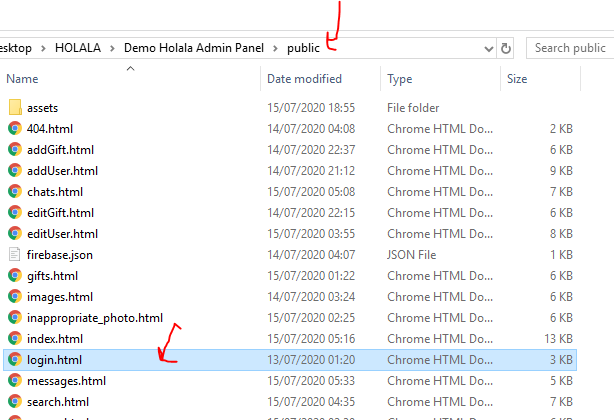 esktop > HOLALA > Demo Holala Admin Panel > public Search public
Name Date modified Type Size
assets 15/07/2020 18:55 File folder
404.html 14/07/2020 04:08 Chrome HTML Do... 2 KB
addGift.html 14/07/2020 22:37 Chrome HTML Do... 6 KB
addUser.html 14/07/2020 21:12 Chrome HTML Do... 9 KB
chats.html 15/07/2020 05:08 Chrome HTML Do... 7 KB
editGift.html 14/07/2020 22:15 Chrome HTML Do... 6 KB
editUser.html 15/07/2020 03:55 Chrome HTML Do... 8 KB
firebase.json 14/07/2020 04:07 JSON File 1 KB
gifts.html 15/07/2020 01:22 Chrome HTML Do... 6 KB
images.html 14/07/2020 03:24 Chrome HTML Do... 6 KB
inappropriate_photo.html 15/07/2020 02:25 Chrome HTML Do... 6 KB
index.html 15/07/2020 05:16 Chrome HTML Do... 13 KB
login.html 13/07/2020 01:20 Chrome HTML Do... 3 KB
messages.html 15/07/2020 05:33 Chrome HTML Do... 5 KB
search.html 15/07/2020 04:35 Chrome HTML Do... 7 KB